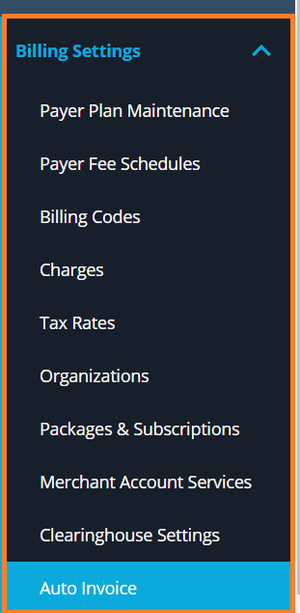 Billing Settings
Payer Plan Maintenance
Payer Fee Schedules
Billing Codes
Charges
Tax Rates
Organizations
Packages & Subscriptions
Merchant Account Services
Clearinghouse Settings
Auto Invoice